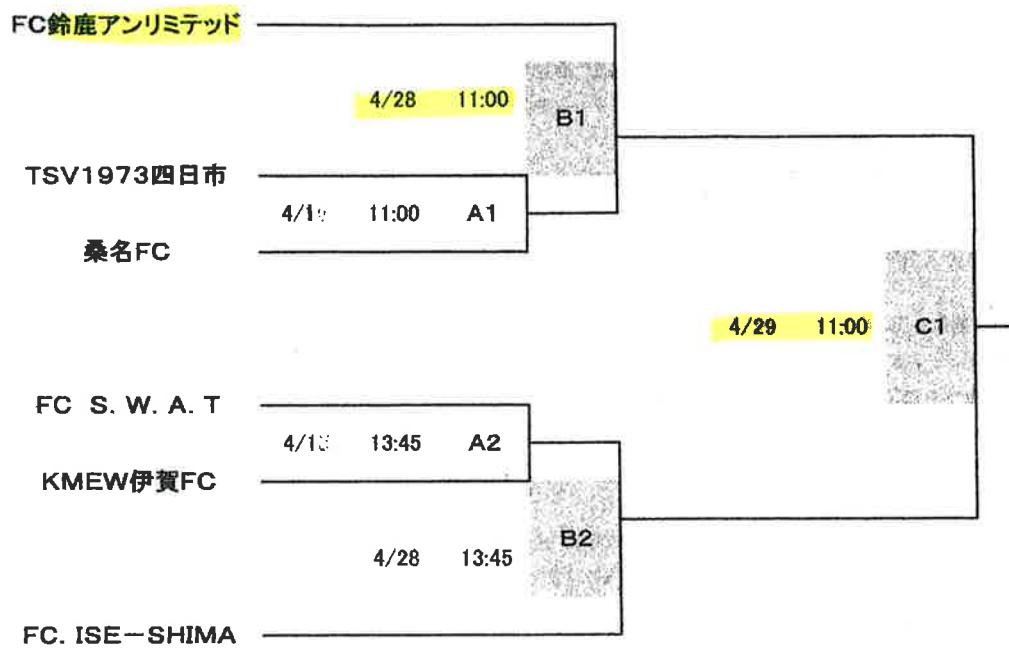 FC鈴鹿アンリミテッド
4/28 11:00 B1
TSV1973四日市
11:00 A1
桑名FC
4/29 11:00 C1
FC S. W. A. T
13:45 A2
KMEW伊賀FC
4/28 13:45 B2
FC. ISE−SHIMA